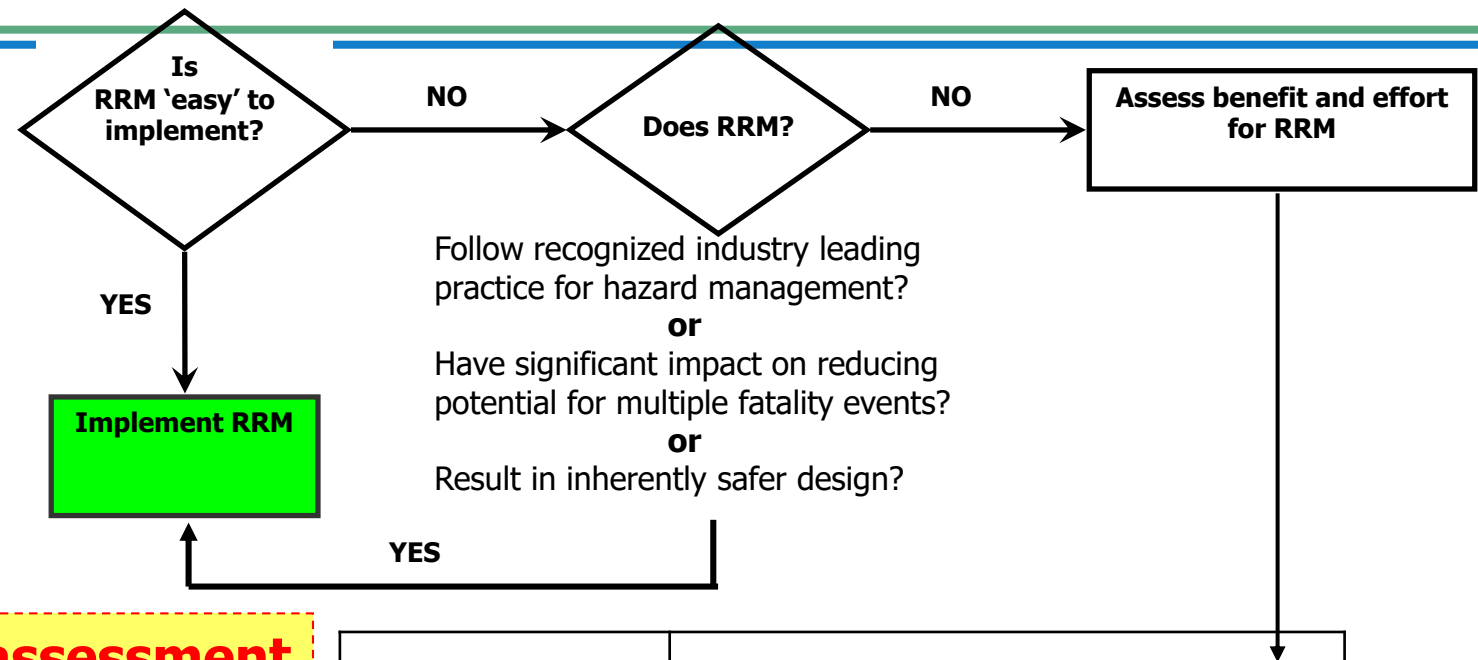 Is
RRM ‘easy’ to
implement?
NO
Does RRM?
NO
Assess benefit and effort
for RRM
YES
Follow recognized industry leading
practice for hazard management?
or
Have significant impact on reducing
potential for multiple fatality events?
or
Result in inherently safer design?
Implement RRM
YES
assessment